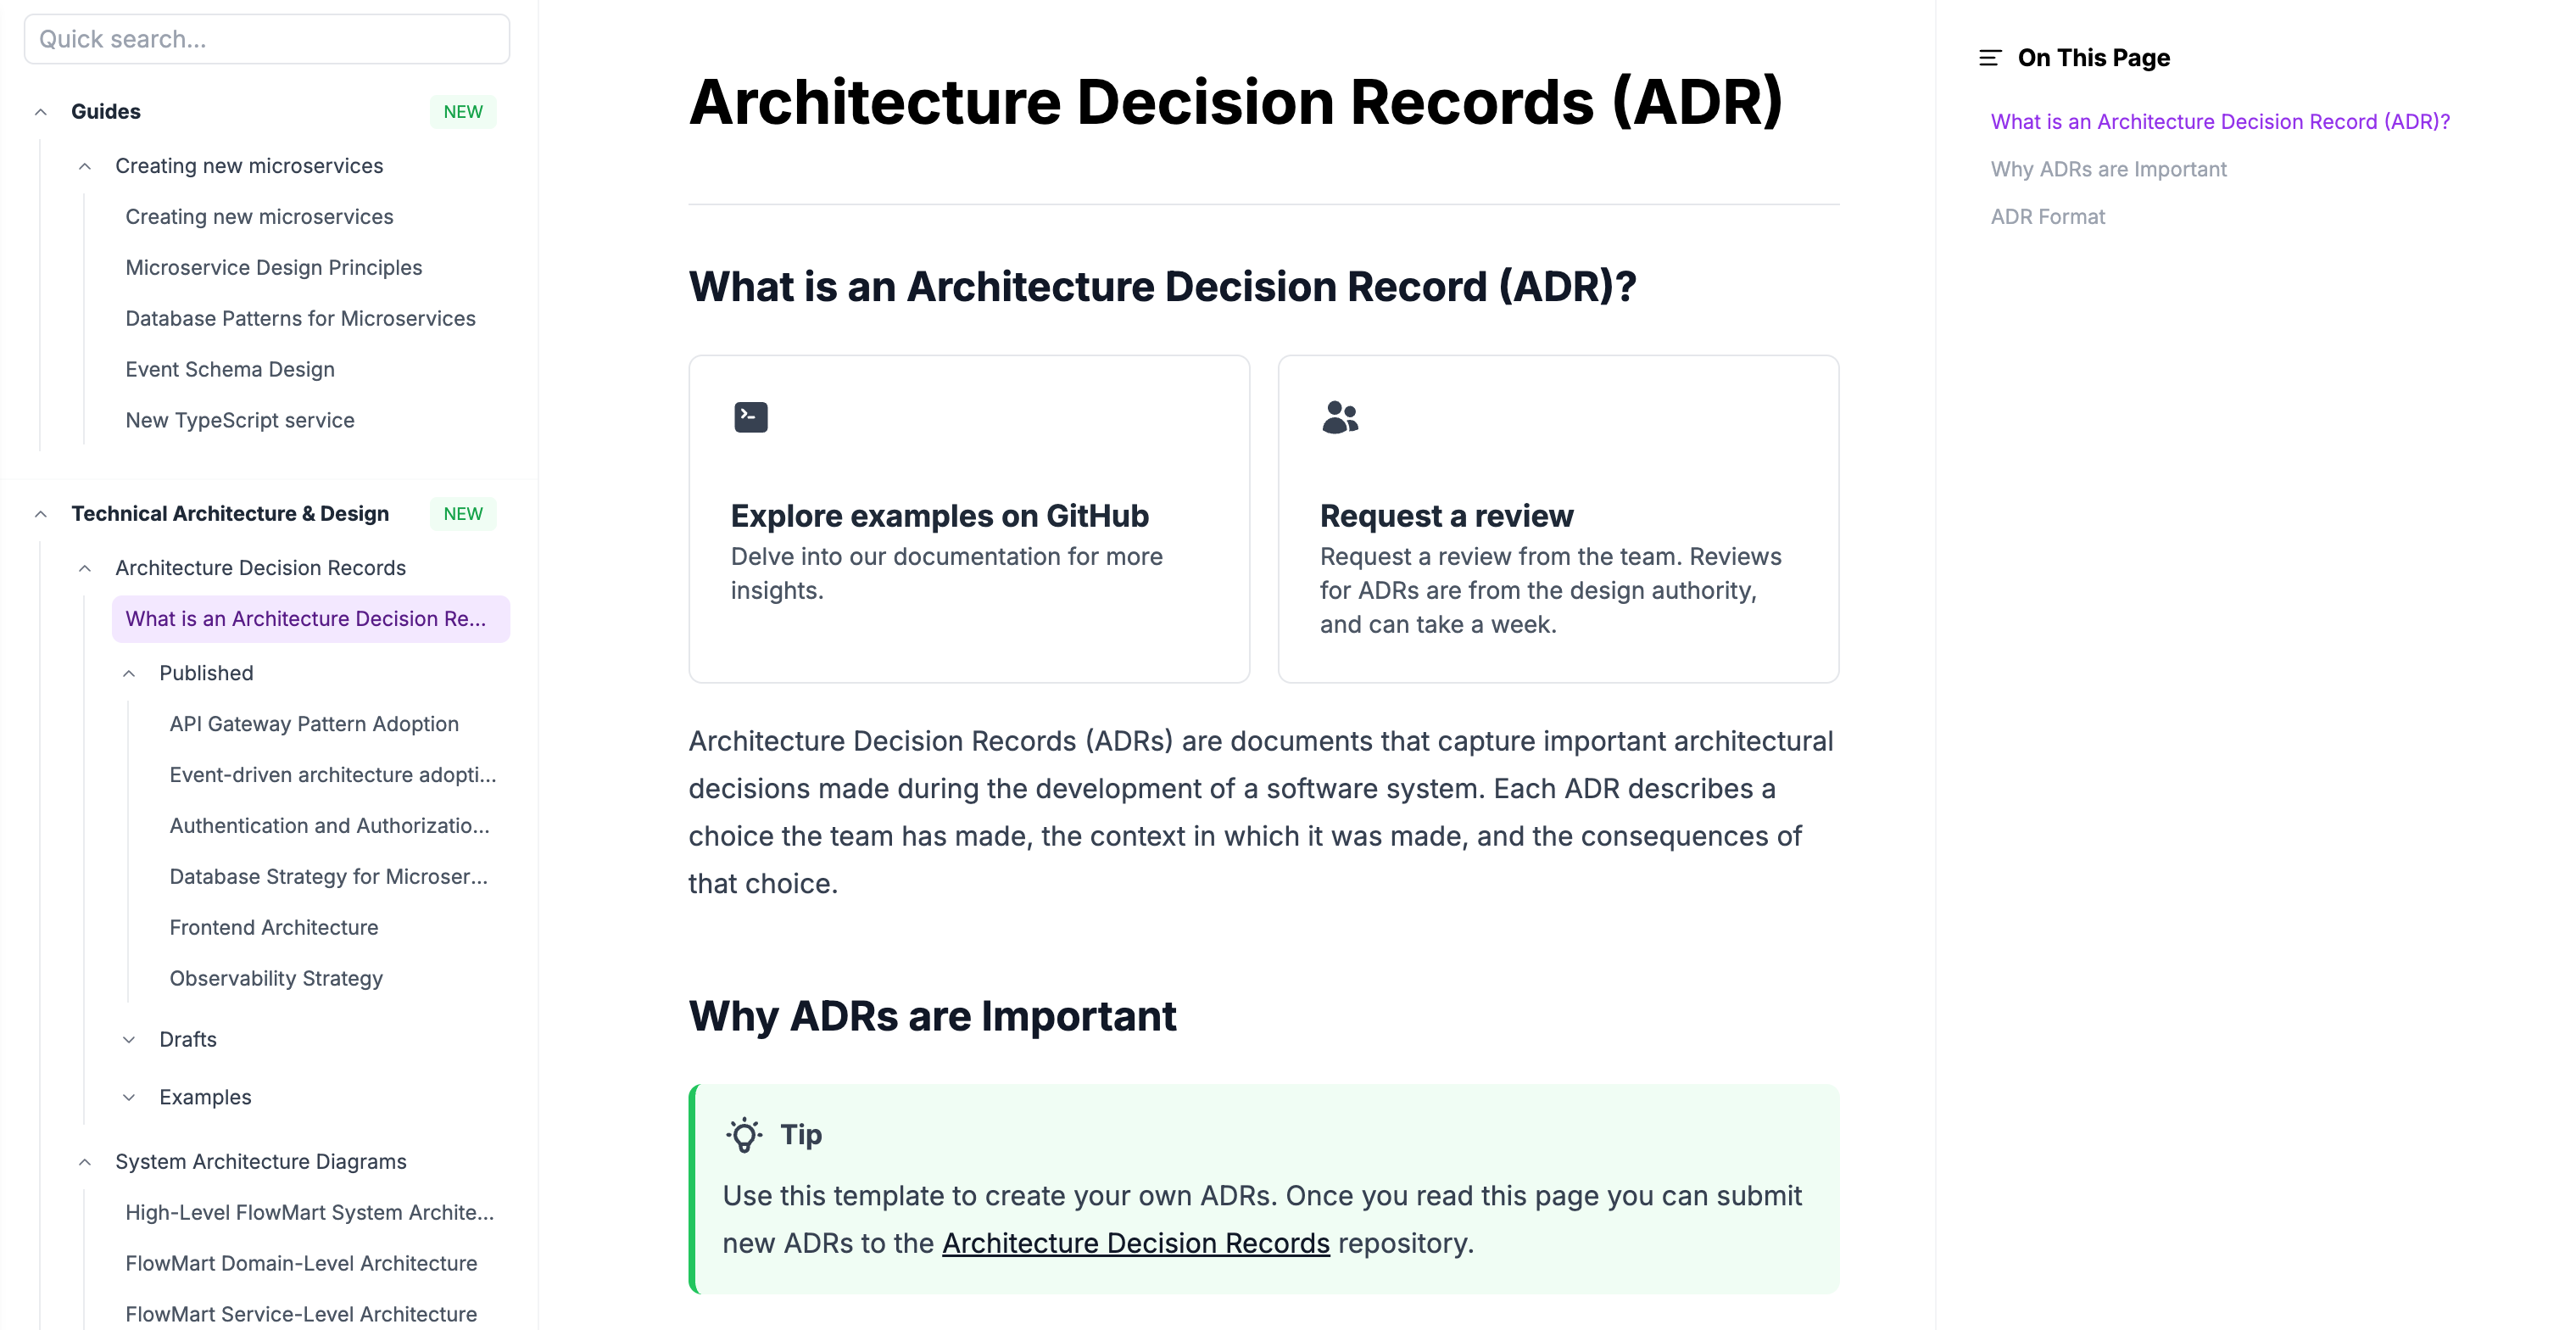 Quick search...
Guides
NEW
Creating new microservices
Creating new microservices
Microservice Design Principles
Database Patterns for Microservices
Event Schema Design
New TypeScript service
Technical Architecture & Design
NEW
Architecture Decision Records
What is an Architecture Decision Re...
Published
API Gateway Pattern Adoption
Event-driven architecture adopti...
Authentication and Authorizatio...
Database Strategy for Microser...
Frontend Architecture
Observability Strategy
Drafts
Examples
System Architecture Diagrams
High-Level FlowMart System Archite...
FlowMart Domain-Level Architecture
FlowMart Service-Level Architecture
Architecture Decision Records (ADR)
What is an Architecture Decision Record (ADR)?
Explore examples on GitHub
Delve into our documentation for more
insights.
Request a review
Request a review from the team. Reviews
for ADRs are from the design authority,
and can take a week.
Architecture Decision Records (ADRs) are documents that capture important architectural
decisions made during the development of a software system. Each ADR describes a
choice the team has made, the context in which it was made, and the consequences of
that choice.
Why ADRs are Important
Tip
Use this template to create your own ADRs. Once you read this page you can submit
new ADRs to the Architecture Decision Records repository.
On This Page
What is an Architecture Decision Record (ADR)?
Why ADRs are Important
ADR Format